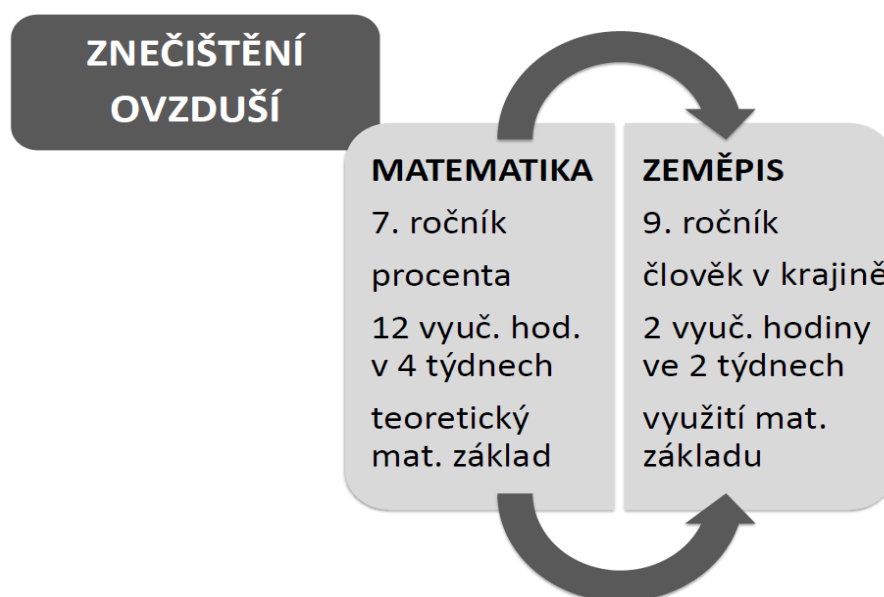 ZNEČIŠTĚNÍ
OVZDUŠÍ
MATEMATIKA
7. ročník
procenta
12 vyuč. hod.
v 4 týdnech
teoretický
mat. základ
ZEMĚPIS
9. ročník
člověk v krajině
2 vyuč. hodiny
ve 2 týdnech
využití mat.
základu